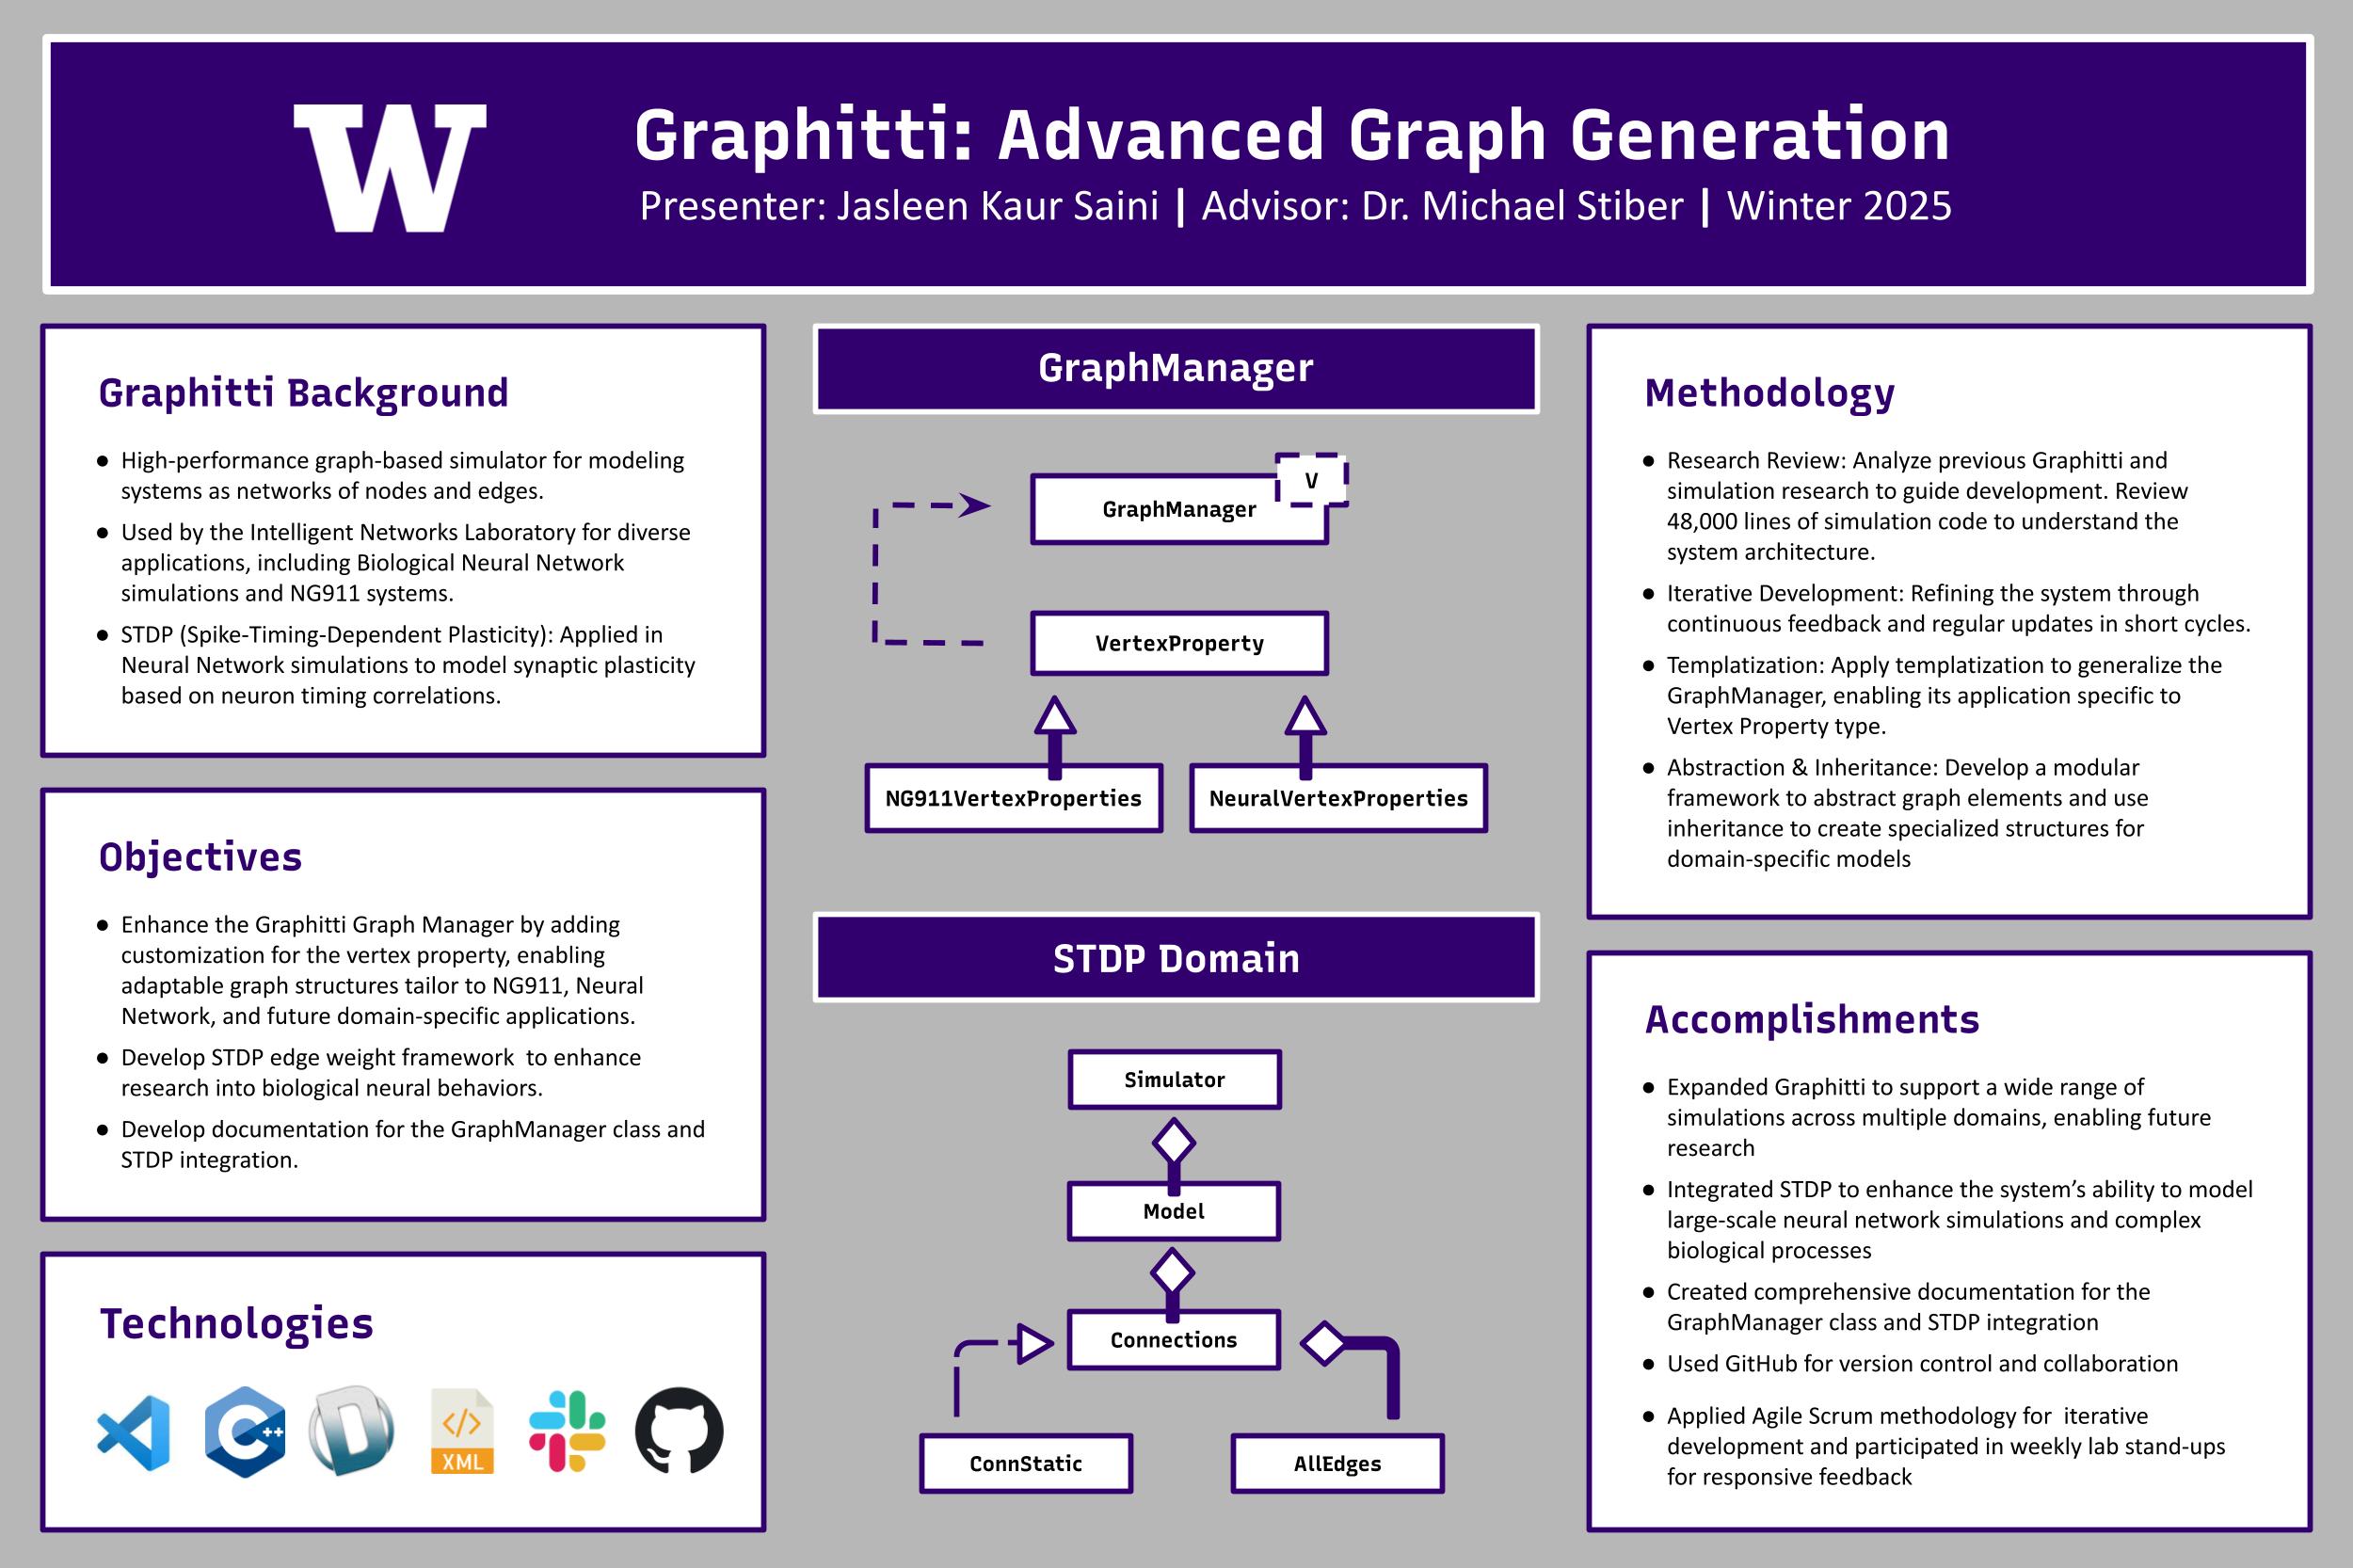 W
Graphitti: Advanced Graph Generation
Presenter: Jasleen Kaur Saini | Advisor: Dr. Michael Stiber | Winter 2025
Graphitti Background
● High-performance graph-based simulator for modeling
systems as networks of nodes and edges.
● Used by the Intelligent Networks Laboratory for diverse
applications, including Biological Neural Network
simulations and NG911 systems.
● STDP (Spike-Timing-Dependent Plasticity): Applied in
Neural Network simulations to model synaptic plasticity
based on neuron timing correlations.
Objectives
● Enhance the Graphitti Graph Manager by adding
customization for the vertex property, enabling
adaptable graph structures tailor to NG911, Neural
Network, and future domain-specific applications.
● Develop STDP edge weight framework  to enhance
research into biological neural behaviors.
● Develop documentation for the GraphManager class and
STDP integration.
Technologies
C++
D
</>
XML
GraphManager
V
GraphManager
VertexProperty
NG911VertexProperties
NeuralVertexProperties
STDP Domain
Simulator
Model
Connections
ConnStatic
AllEdges
Methodology
● Research Review: Analyze previous Graphitti and
simulation research to guide development. Review
48,000 lines of simulation code to understand the
system architecture.
● Iterative Development: Refining the system through
continuous feedback and regular updates in short cycles.
● Templatization: Apply templatization to generalize the
GraphManager, enabling its application specific to
Vertex Property type.
● Abstraction & Inheritance: Develop a modular
framework to abstract graph elements and use
inheritance to create specialized structures for
domain-specific models
Accomplishments
● Expanded Graphitti to support a wide range of
simulations across multiple domains, enabling future
research
● Integrated STDP to enhance the system’s ability to model
large-scale neural network simulations and complex
biological processes
● Created comprehensive documentation for the
GraphManager class and STDP integration
● Used GitHub for version control and collaboration
● Applied Agile Scrum methodology for  iterative
development and participated in weekly lab stand-ups
for responsive feedback